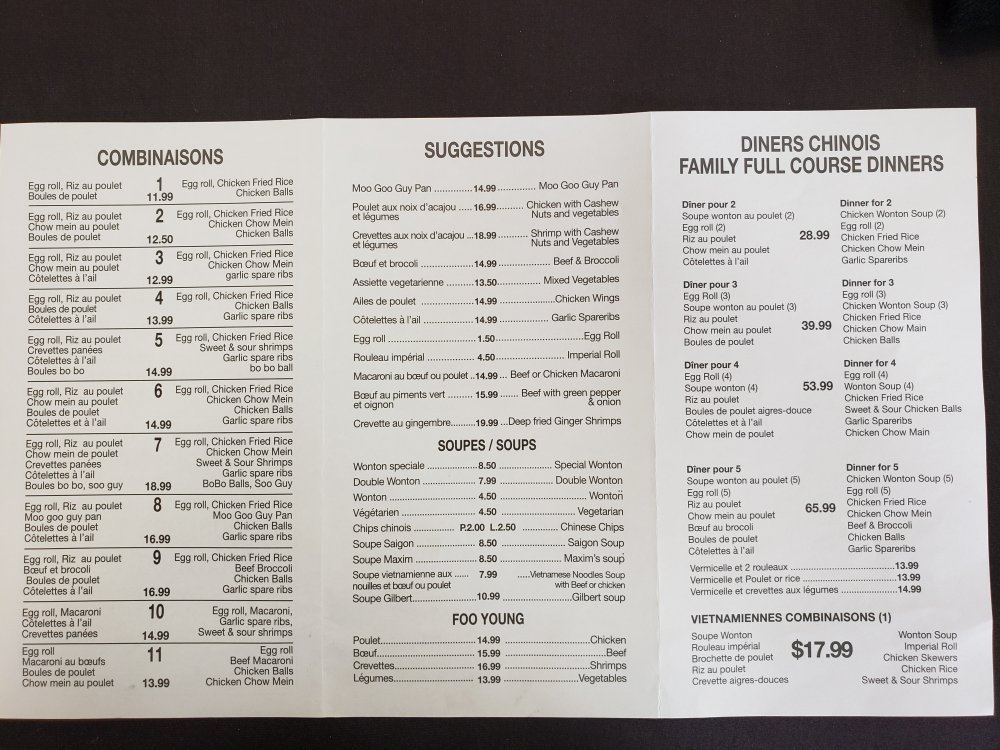 COMBINAISONS
Egg roll, Riz au poulet 1 Egg roll, Chicken Fried Rice
Boules de poulet 11.99 Chicken Balls
Egg roll, Riz au poulet 2 Egg roll, Chicken Fried Rice
Chow mein au poulet Chicken Chow Mein
Boules de poulet 12.50 Chicken Balls
Egg roll, Riz au poulet 3 Egg roll, Chicken Fried Rice
Chow mein au poulet Chicken Chow Mein
Côtelettes à l'ail 12.99 garlic spare ribs
Egg roll, Riz au poulet 4 Egg roll, Chicken Fried Rice
Boules de poulet Chicken Balls
Côtelettes à l'ail 13.99 Garlic spare ribs
Egg roll, Riz au poulet 5 Egg roll, Chicken Fried Rice
Crevettes panées Sweet & sour shrimps
Côtelettes à l'ail Garlic spare ribs
Boules bo bo 14.99 bo bo ball
Egg roll, Riz au poulet 6 Egg roll, Chicken Fried Rice
Chow mein au poulet Chicken Chow Mein
Boules de poulet Chicken Balls
Côtelettes et à l'ail 14.99 Garlic spare ribs
Egg roll, Riz au poulet 7 Egg roll, Chicken Fried Rice
Chow mein de poulet Chicken Chow Mein
Crevettes panées Sweet & Sour Shrimps
Côtelettes à l'ail Garlic spare ribs
Boules bo bo, soo guy 18.99 BoBo Balls, Soo Guy
Egg roll, Riz au poulet 8 Egg roll, Chicken Fried Rice
Moo goo guy pan Moo Goo Guy Pan
Boules de poulet Chicken Balls
Côtelettes à l'ail 16.99 Garlic spare ribs
Egg roll, Riz au poulet 9 Egg roll, Chicken Fried Rice
Bœuf et brocoli Beef Broccoli
Boules de poulet Chicken Balls
Côtelettes à l'ail 16.99 Garlic spare ribs
Egg roll, Macaroni 10 Egg roll, Macaroni,
Côtelettes à l'ail Garlic spare ribs,
Crevettes panées 14.99 Sweet & sour shrimps
Egg roll 11 Egg roll
Macaroni au bœufs Beef Macaroni
Boules de poulet Chicken Balls
Chow mein au poulet 13.99 Chicken Chow Mein
SUGGESTIONS
Moo Goo Guy Pan ..............14.99.............. Moo Goo Guy Pan
Poulet aux noix d'acajou .....16.99.......... Chicken with Cashew
et légumes Nuts and vegetables
Crevettes aux noix d'acajou ...18.99.......... Shrimp with Cashew
et légumes Nuts and Vegetables
Bœuf et brocoli .....................14.99.................... Beef & Broccoli
Assiette vegetarienne ...........13.50................. Mixed Vegetables
Ailes de poulet ......................14.99.....................Chicken Wings
Côtelettes à l'ail .....................14.99....................Garlic Spareribs
Egg roll ................................1.50................................Egg Roll
Rouleau impérial ..................4.50.........................Imperial Roll
Macaroni au bœuf ou poulet ..14.99... Beef or Chicken Macaroni
Bœuf au piments vert ..........15.99....... Beef with green pepper
et oignon & onion
Crevette au gingembre.........19.99 ...Deep fried Ginger Shrimps
SOUPES / SOUPS
Wonton speciale ..................8.50.................... Special Wonton
Double Wonton ....................7.99.................... Double Wonton
Wonton ................................4.50................................ Wonton
Végétarien ...........................4.50........................... Vegetarian
Chips chinois .............. P.2.00 L.2.50 ............ Chinese Chips
Soupe Saigon .......................8.50........................ Saigon Soup
Soupe Maxim .......................8.50........................ Maxim's soup
Soupe vietnamienne aux ..... 7.99 .....Vietnamese Noodles Soup
nouilles et bœuf ou poulet with Beef or chicken
Soupe Gilbert.......................10.99........................Gilbert soup
FOO YOUNG
Poulet..................................14.99..............................Chicken
Bœuf...................................15.99...................................Beef
Crevettes.............................16.99..............................Shrimps
Légumes.............................13.99..........................Vegetables
DINERS CHINOIS
FAMILY FULL COURSE DINNERS
Dîner pour 2 Dinner for 2
Soupe wonton au poulet (2) Chicken Wonton Soup (2)
Egg roll (2) Egg roll (2)
Riz au poulet 28.99 Chicken Fried Rice
Chow mein au poulet Chicken Chow Mein
Côtelettes à l'ail Garlic Spareribs
Dîner pour 3 Dinner for 3
Egg Roll (3) Egg roll (3)
Soupe wonton au poulet (3) Chicken Wonton Soup (3)
Riz au poulet 39.99 Chicken Fried Rice
Chow mein au poulet Chicken Chow Main
Boules de poulet Chicken Balls
Dîner pour 4 Dinner for 4
Egg Roll (4) Egg roll (4)
Soupe wonton (4) 53.99 Wonton Soup (4)
Riz au poulet Chicken Fried Rice
Boules de poulet aigres-douce Sweet & Sour Chicken Balls
Côtelettes et à l'ail Garlic Spareribs
Chow mein de poulet Chicken Chow Main
Dîner pour 5 Dinner for 5
Soupe wonton au poulet (5) Chicken Wonton Soup (5)
Egg roll (5) Egg roll (5)
Riz au poulet 65.99 Chicken Fried Rice
Chow mein au poulet Chicken Chow Mein
Bœuf au brocoli Beef & Broccoli
Boules de poulet Chicken Balls
Côtelettes à l'ail Garlic Spareribs
Vermicelle et 2 rouleaux ......................................13.99
Vermicelle et Poulet or rice ...................................13.99
Vermicelle et crevettes aux légumes ....................14.99
VIETNAMIENNES COMBINAISONS (1)
Soupe Wonton Wonton Soup
Rouleau impérial Imperial Roll
Brochette de poulet $17.99 Chicken Skewers
Riz au poulet Chicken Rice
Crevette aigres-douces Sweet & Sour Shrimps